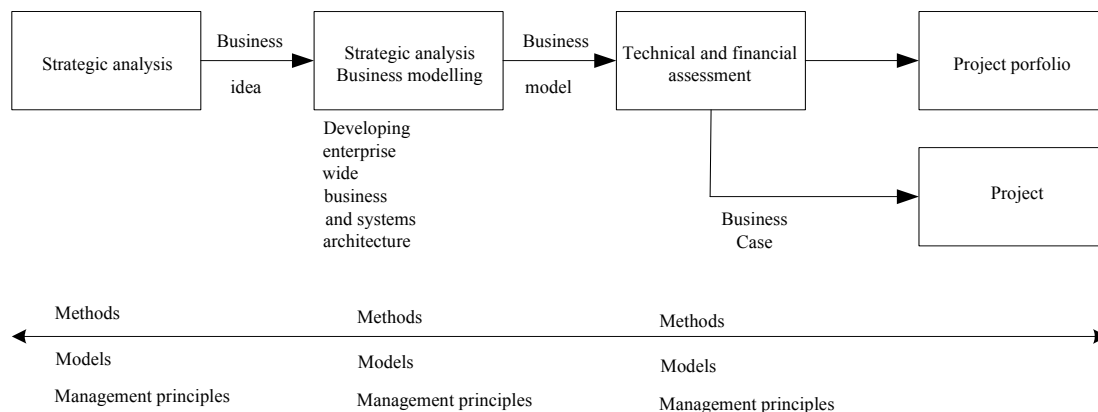 Strategic analysis
Business
idea
Strategic analysis
Business modelling
Business
model
Technical and financial
assessment
Project porfolio
Developing
enterprise
wide
business
and systems
architecture
Business
Case
Project
Methods
Models
Management principles
Methods
Models
Management principles
Methods
Models
Management principles